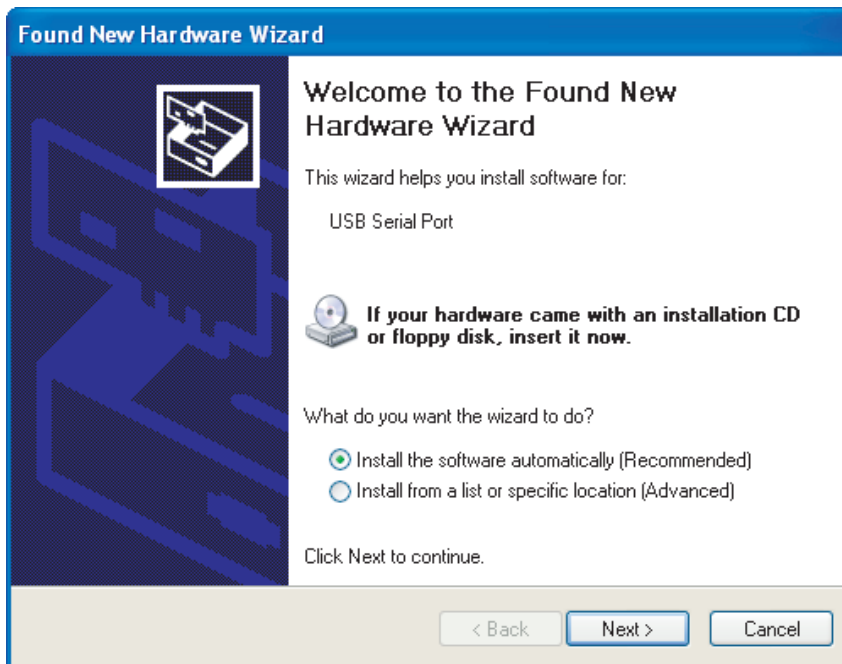 Found New Hardware Wizard
Welcome to the Found New
Hardware Wizard
This wizard helps you install software for:
USB Serial Port
If your hardware came with an installation CD
or floppy disk, insert it now.
What do you want the wizard to do?
Install the software automatically (Recommended)
Install from a list or specific location (Advanced)
Click Next to continue.
< Back
Next >
Cancel